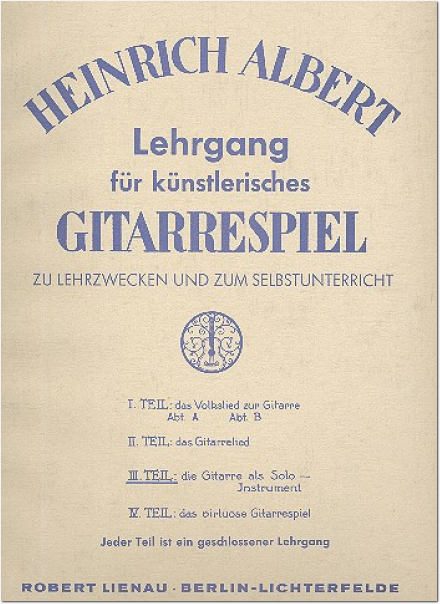 HEINRICH ALBERT
Lehrgang
für künstlerisches
GITARRESPIEL
ZU LEHRZWECKEN UND ZUM SELBSTUNTERRICHT
I. TEIL: das Volkslied zur Gitarre
Abt. A Abt. B
II. TEIL: das Gitarrelied
III. TEIL: die Gitarre als Solo –
Instrument
IV. TEIL: das virtuose Gitarrespiel
Jeder Teil ist ein geschlossener Lehrgang
ROBERT LIENAU · BERLIN-LICHTERFELDE